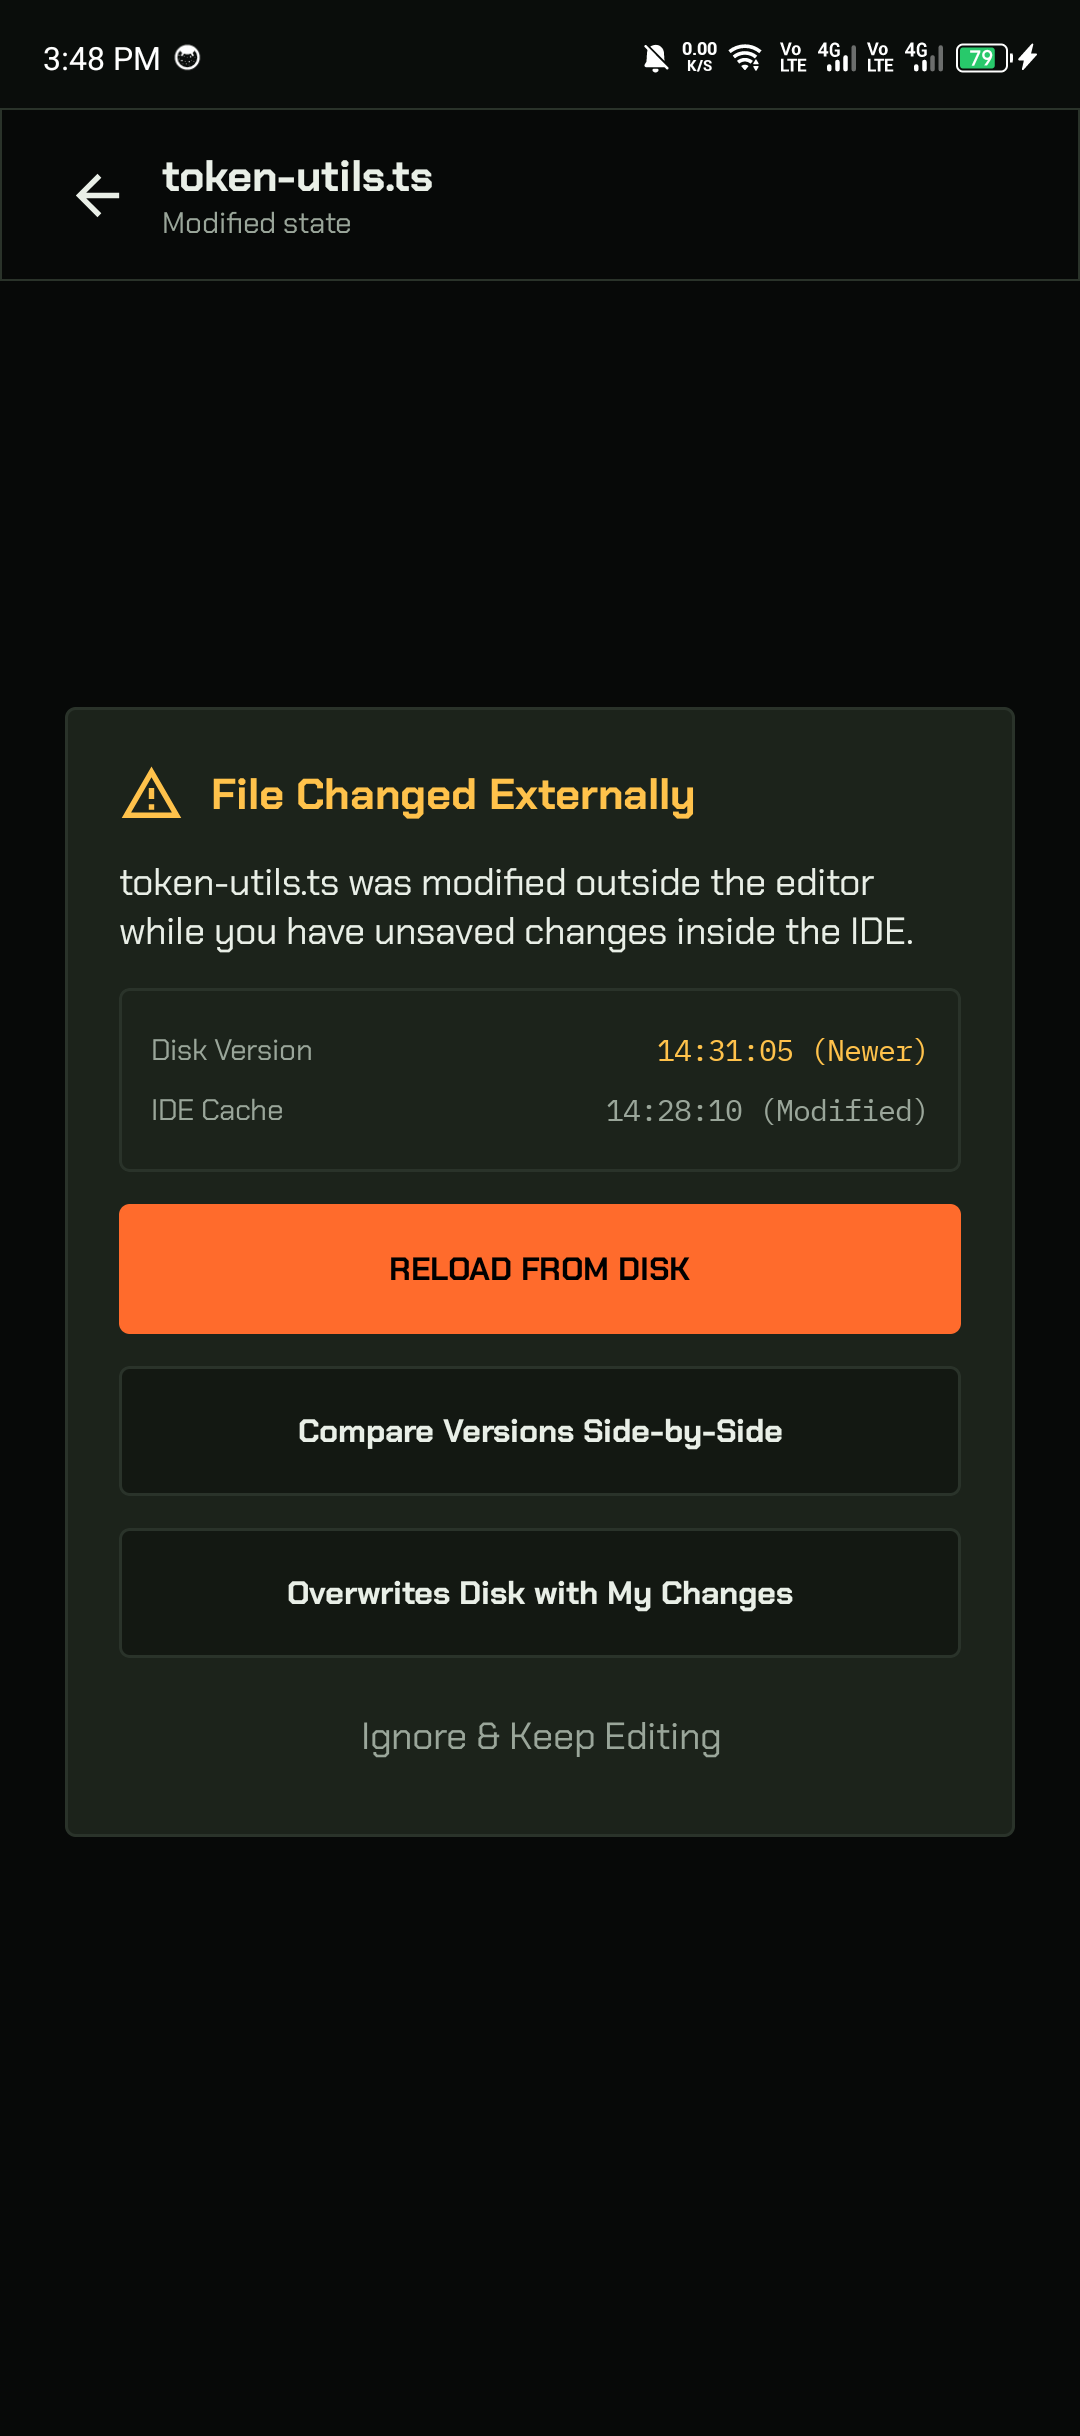 3:48 PM
0.00
K/S
Vo
LTE
4G
Vo
LTE
4G
79
token-utils.ts
Modified state
File Changed Externally
token-utils.ts was modified outside the editor
while you have unsaved changes inside the IDE.
Disk Version 14:31:05 (Newer)
IDE Cache 14:28:10 (Modified)
RELOAD FROM DISK
Compare Versions Side-by-Side
Overwrites Disk with My Changes
Ignore & Keep Editing